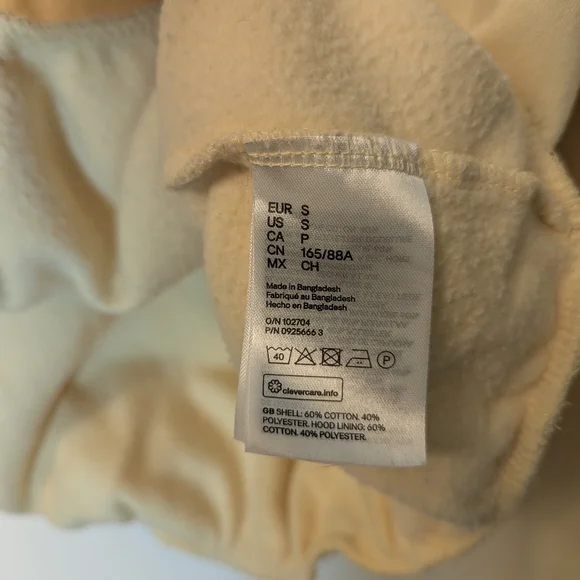 EUR S
US S
CA P
CN 165/88A
MX CH
Made in Bangladesh
Fabriqué au Bangladesh
Hecho en Bangladesh
O/N 102704
P/N 0925666 3
40 P
clevercare.info
GB SHELL: 60% COTTON. 40%
POLYESTER. HOOD LINING: 60%
COTTON. 40% POLYESTER.